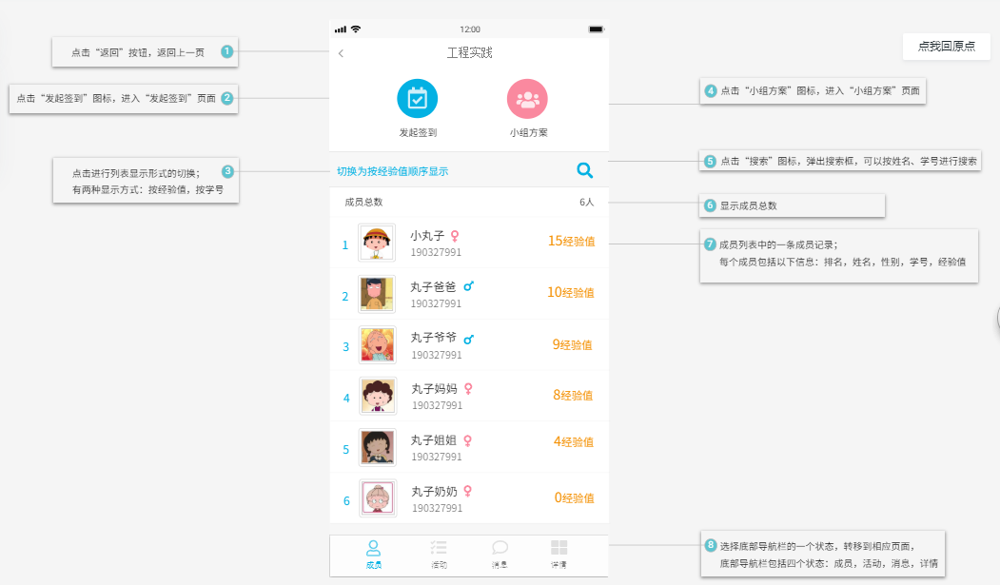 12:00
工程实践
点击“返回”按钮，返回上一页 1
点击“发起签到”图标，进入“发起签到”页面 2
点击进行列表显示形式的切换； 3
有两种显示方式：按经验值，按学号
发起签到
小组方案
切换为按经验值顺序显示
成员总数 6人
1 小丸子 15经验值
190327991
2 丸子爸爸 10经验值
190327991
3 丸子爷爷 9经验值
190327991
4 丸子妈妈 8经验值
190327991
5 丸子姐姐 4经验值
190327991
6 丸子奶奶 0经验值
190327991
成员 活动 消息 详情
点我回原点
4 点击“小组方案”图标，进入“小组方案”页面
5 点击“搜索”图标，弹出搜索框，可以按姓名、学号进行搜索
6 显示成员总数
7 成员列表中的一条成员记录；
每个成员包括以下信息：排名，姓名，性别，学号，经验值
8 选择底部导航栏的一个状态，转移到相应页面，
底部导航栏包括四个状态：成员，活动，消息，详情